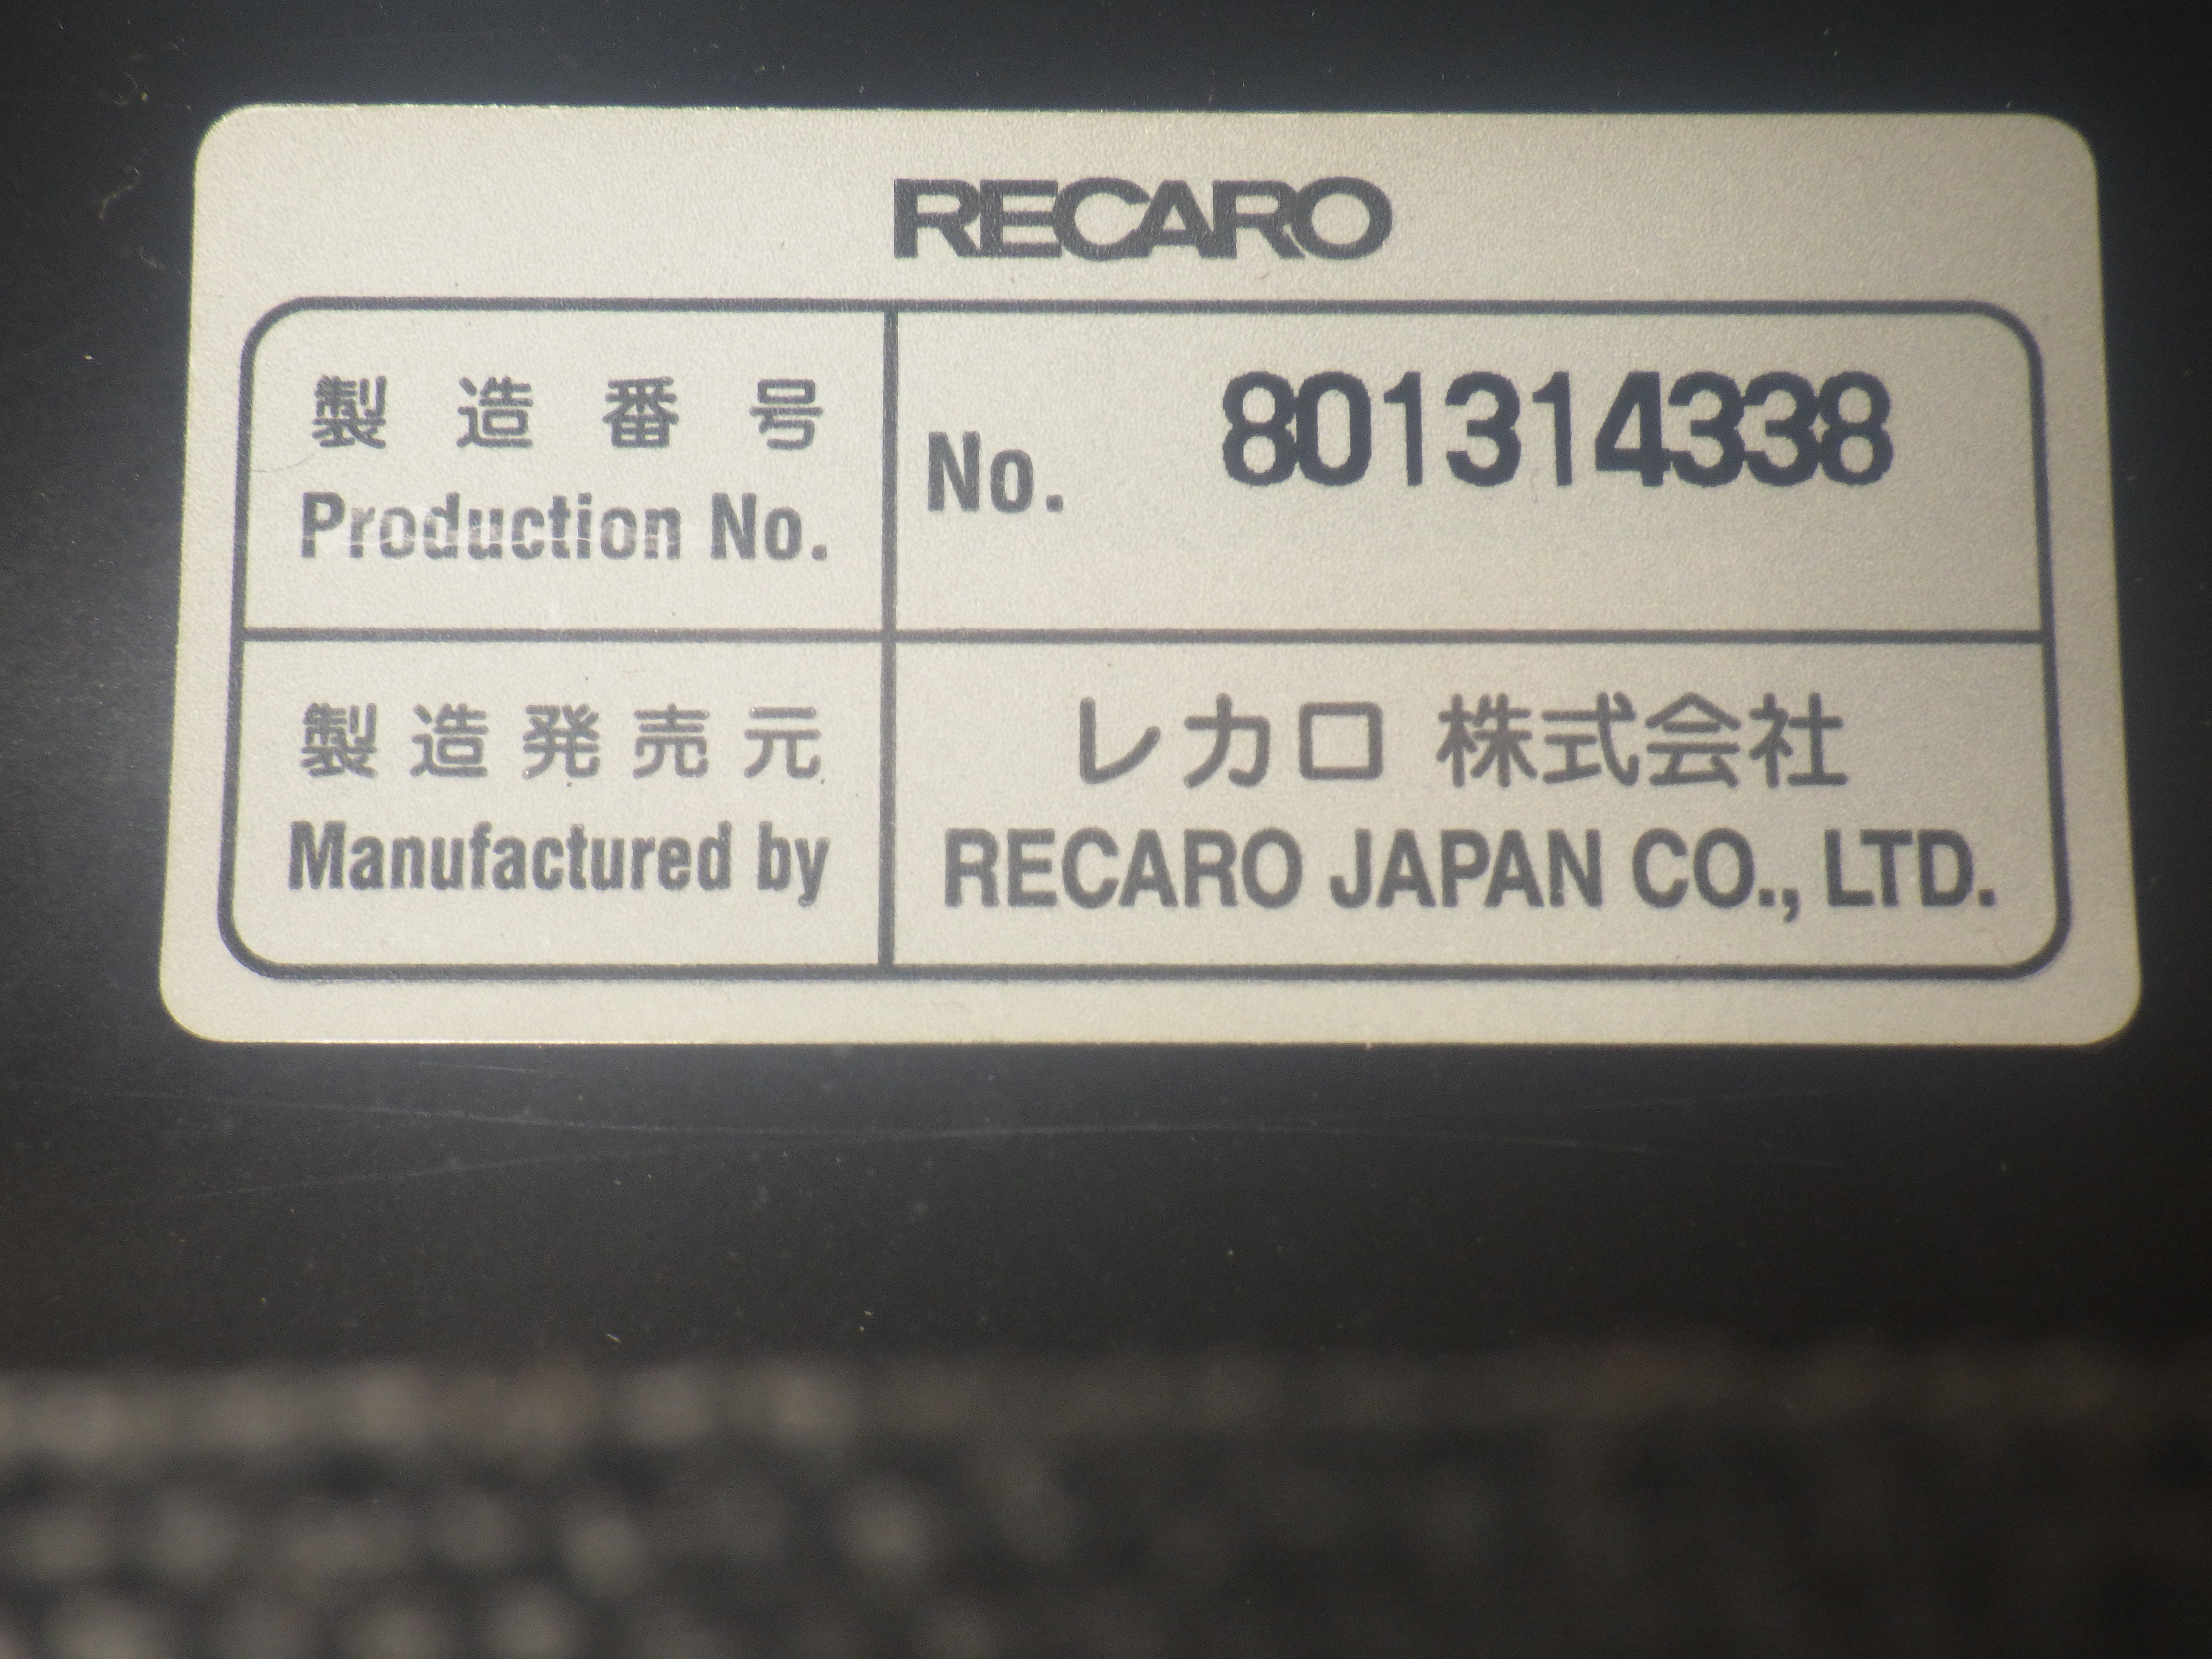 RECARO
製造番号
Production No.
No. 801314338
製造発売元
Manufactured by
レカロ 株式会社
RECARO JAPAN CO., LTD.